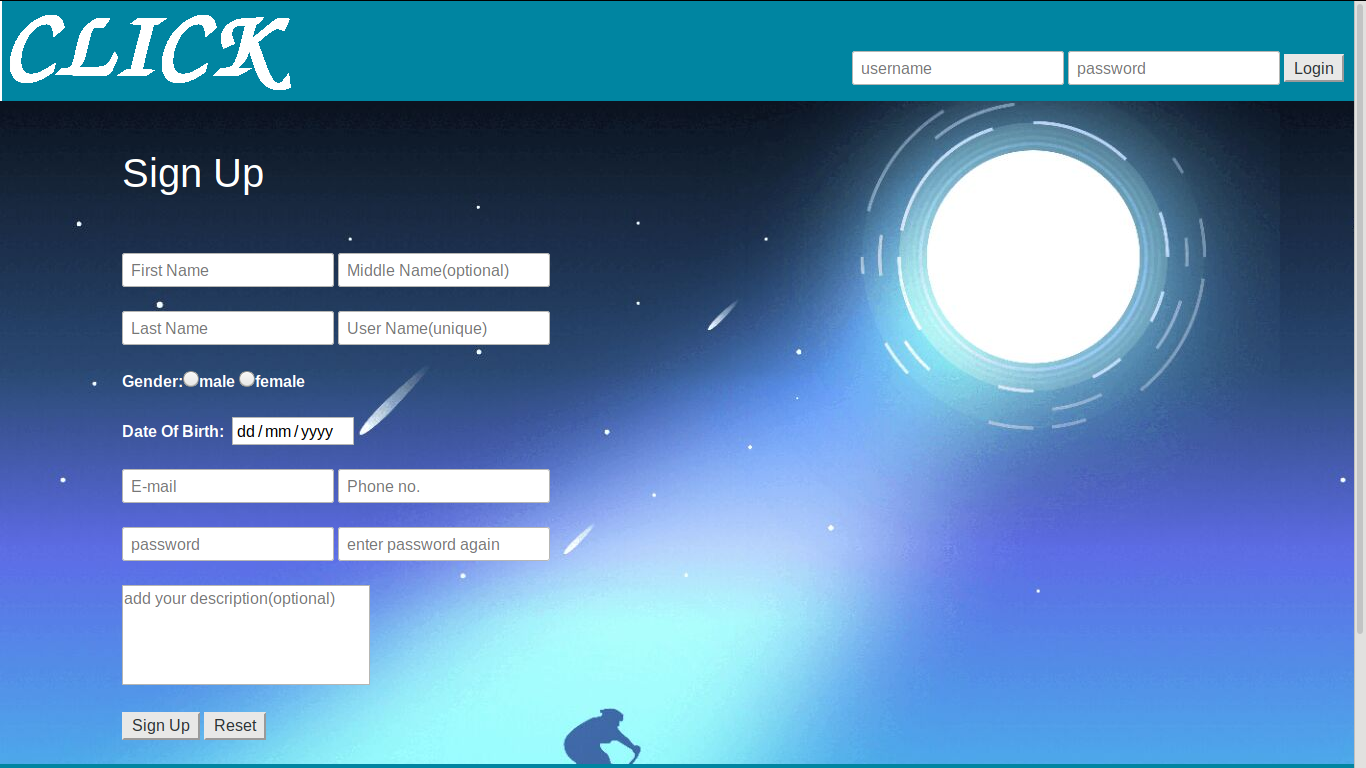 CLICK
username password Login
Sign Up
First Name Middle Name(optional)
Last Name User Name(unique)
Gender: male female
Date Of Birth: dd/mm/yyyy
E-mail Phone no.
password enter password again
add your description(optional)
Sign Up Reset